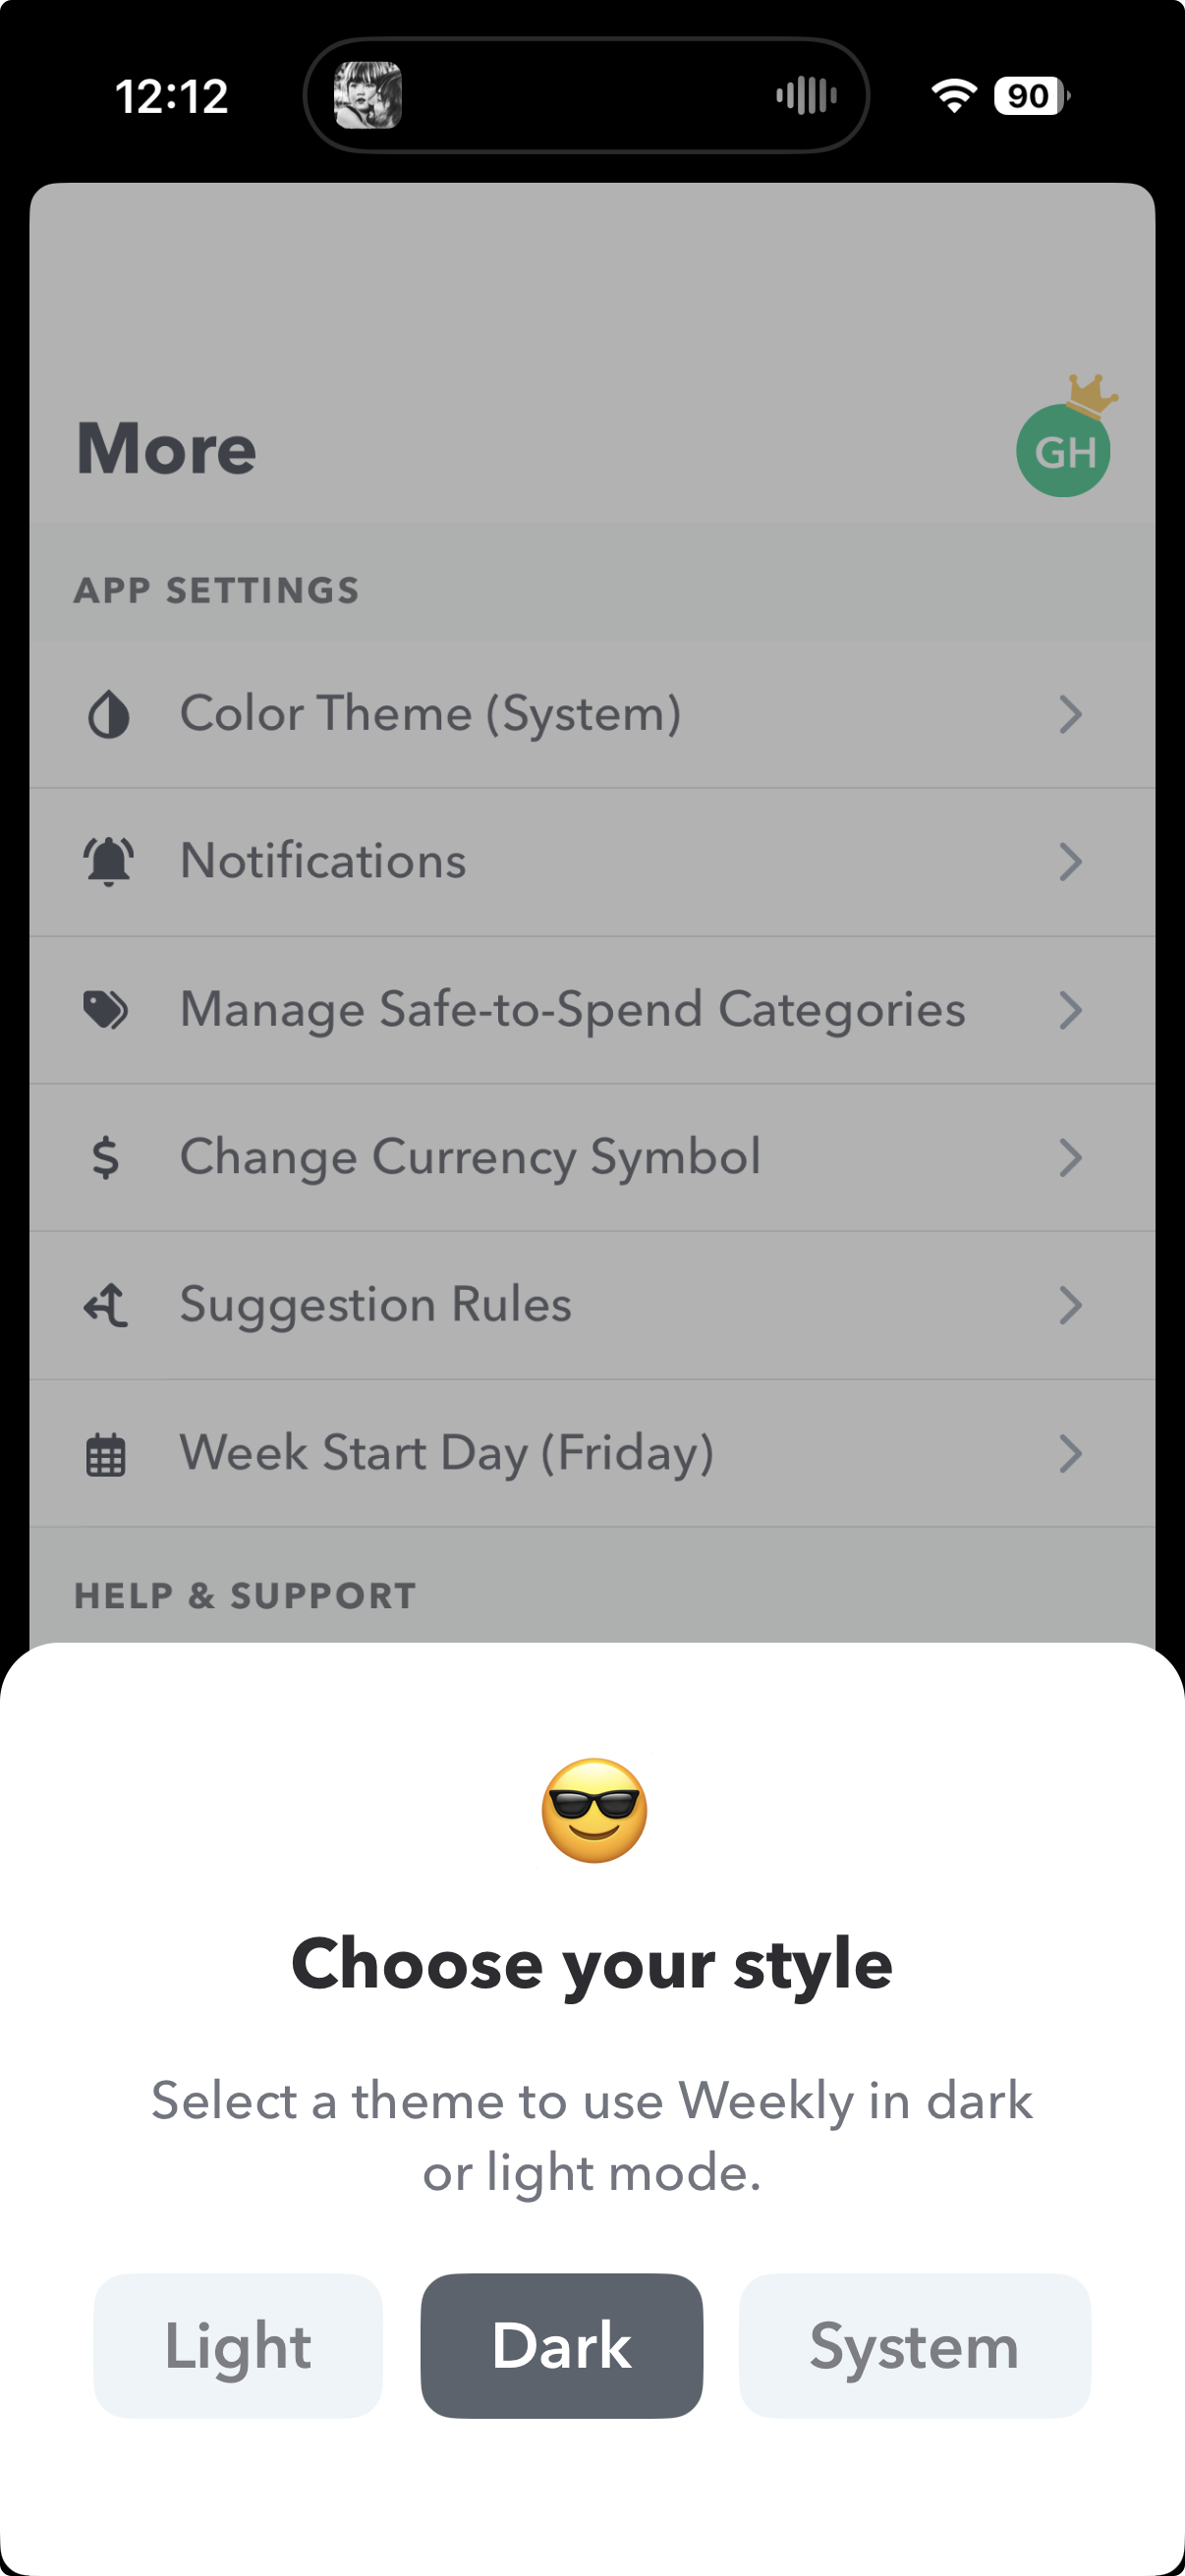 12:12
90
More
GH
APP SETTINGS
Color Theme (System)
Notifications
Manage Safe-to-Spend Categories
$ Change Currency Symbol
Suggestion Rules
Week Start Day (Friday)
HELP & SUPPORT
Choose your style
Select a theme to use Weekly in dark
or light mode.
Light
Dark
System